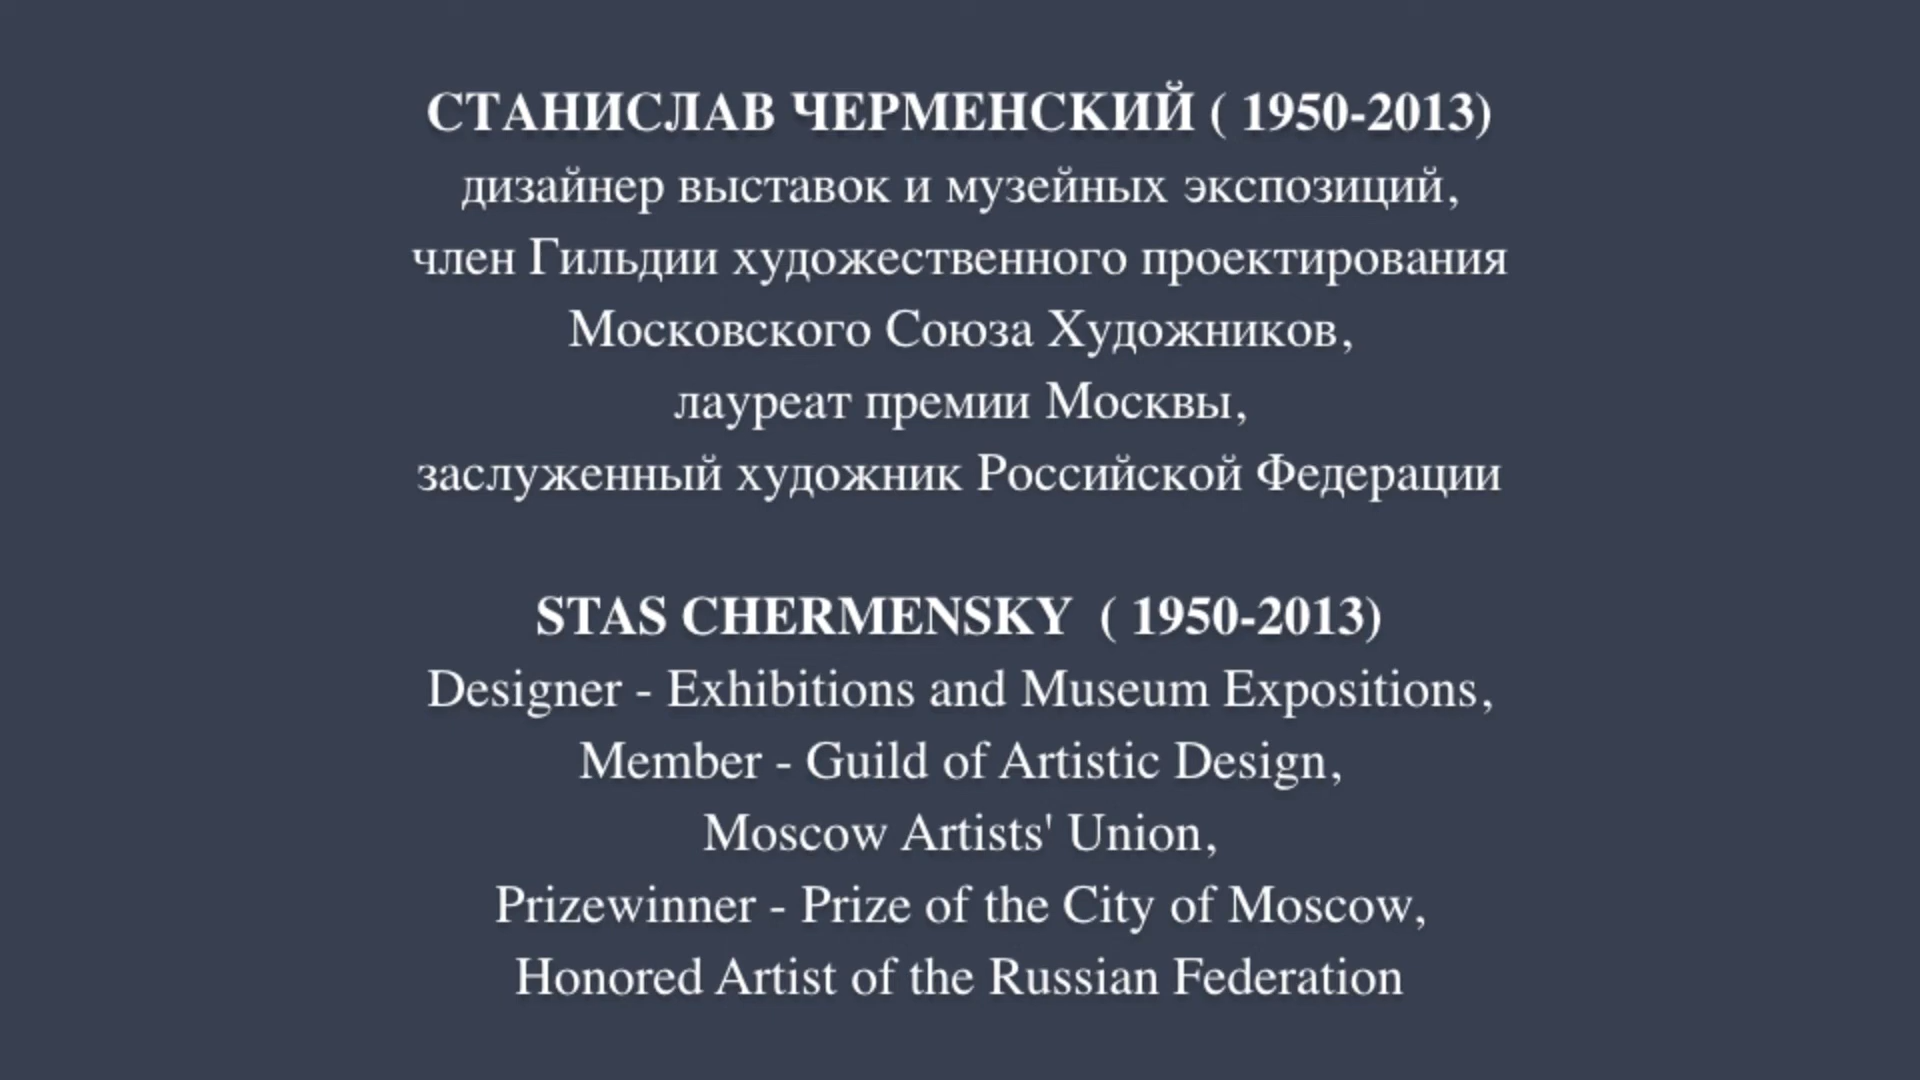 СТАНИСЛАВ ЧЕРМЕНСКИЙ ( 1950-2013)
дизайнер выставок и музейных экспозиций,
член Гильдии художественного проектирования
Московского Союза Художников,
лауреат премии Москвы,
заслуженный художник Российской Федерации
STAS CHERMENSKY  ( 1950-2013)
Designer - Exhibitions and Museum Expositions,
Member - Guild of Artistic Design,
Moscow Artists' Union,
Prizewinner - Prize of the City of Moscow,
Honored Artist of the Russian Federation